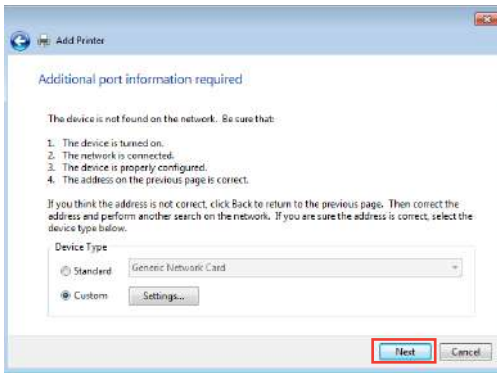 Add Printer
Additional port information required
The device is not found on the network. Be sure that:
1. The device is turned on.
2. The network is connected.
3. The device is properly configured.
4. The address on the previous page is correct.
If you think the address is not correct, click Back to return to the previous page. Then correct the
address and perform another search on the network. If you are sure the address is correct, select the
device type below.
Device Type
Standard
Generic Network Card
Custom
Settings...
Next
Cancel